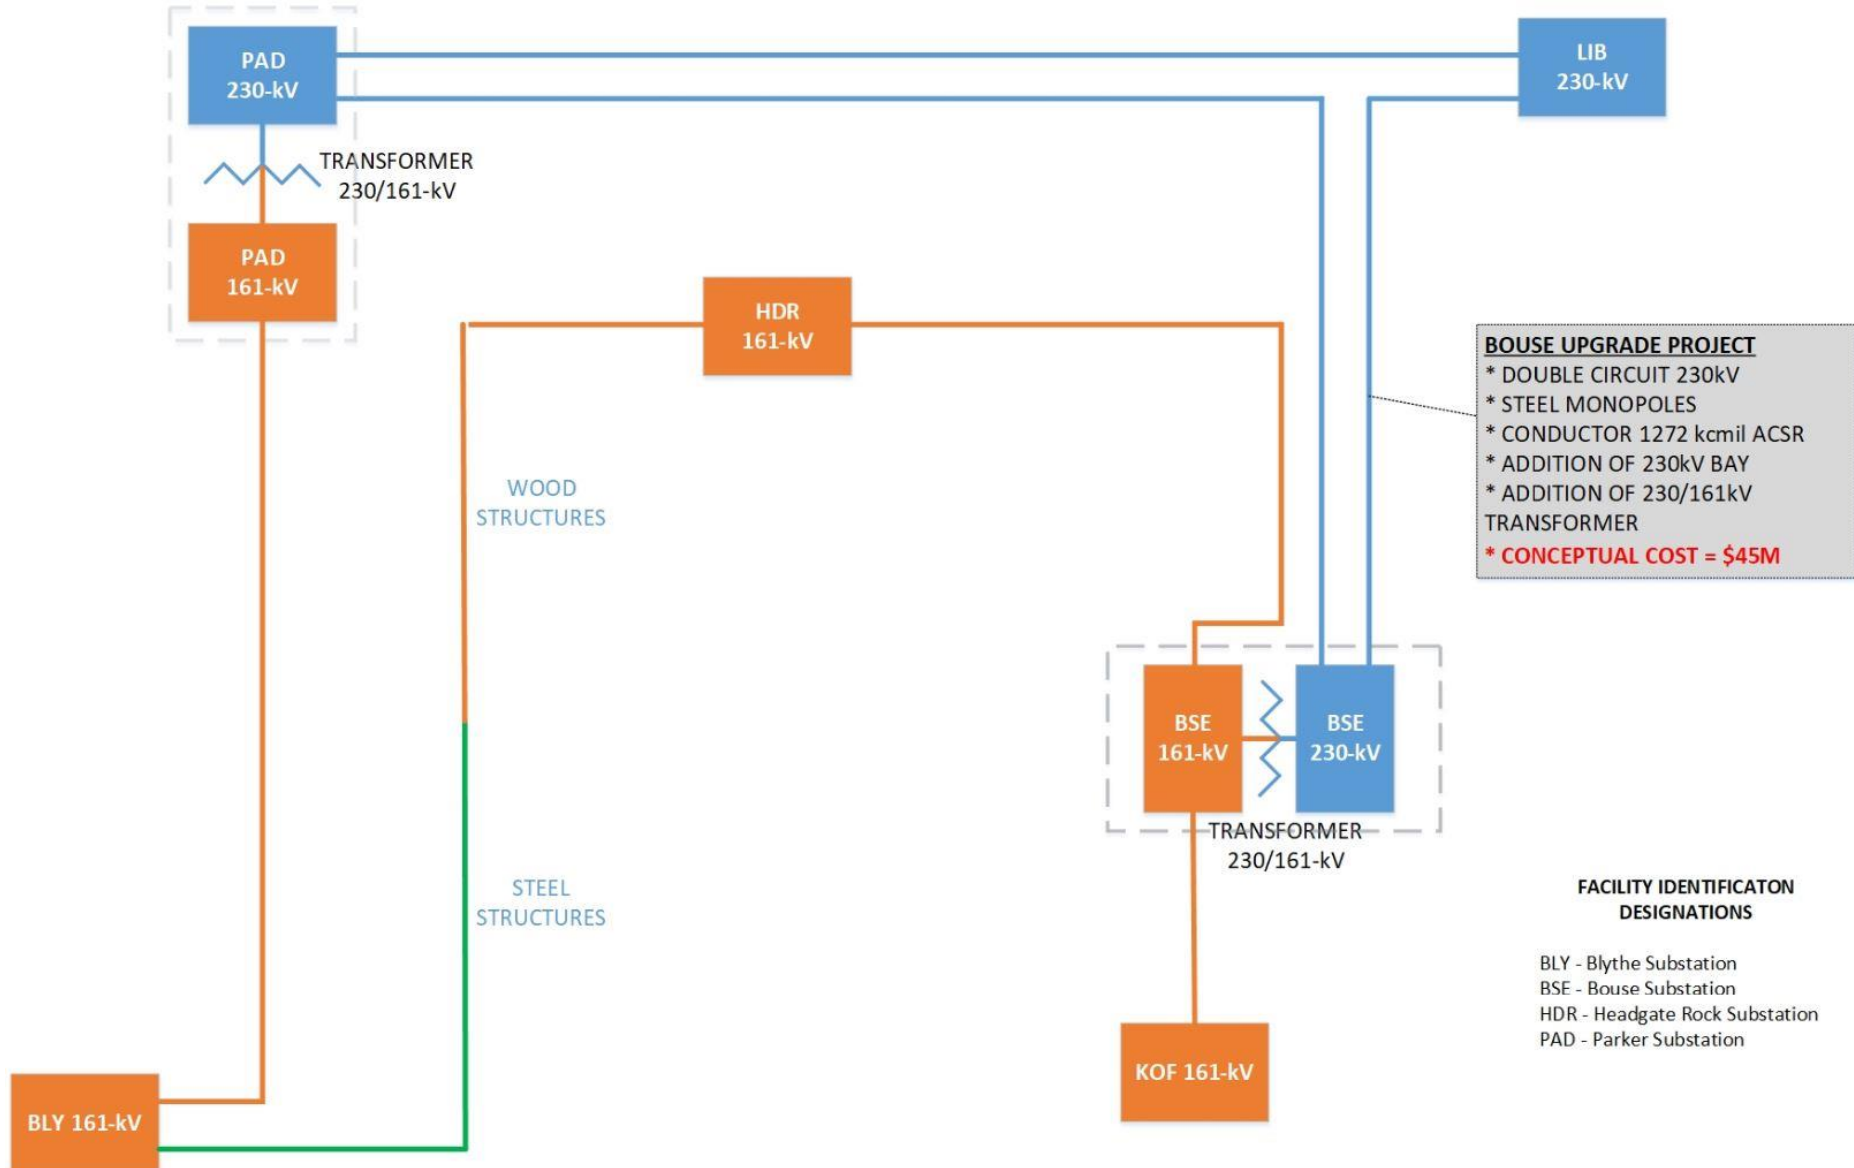 PAD
230-kV
LIB
230-kV
TRANSFORMER
230/161-kV
PAD
161-kV
HDR
161-kV
BOUSE UPGRADE PROJECT
* DOUBLE CIRCUIT 230kV
* STEEL MONOPOLES
* CONDUCTOR 1272 kcmil ACSR
* ADDITION OF 230kV BAY
* ADDITION OF 230/161kV
TRANSFORMER
* CONCEPTUAL COST = $45M
WOOD
STRUCTURES
BSE
161-kV
BSE
230-kV
TRANSFORMER
230/161-kV
STEEL
STRUCTURES
FACILITY IDENTIFICATON
DESIGNATIONS
BLY - Blythe Substation
BSE - Bouse Substation
HDR - Headgate Rock Substation
PAD - Parker Substation
KOF 161-kV
BLY 161-kV